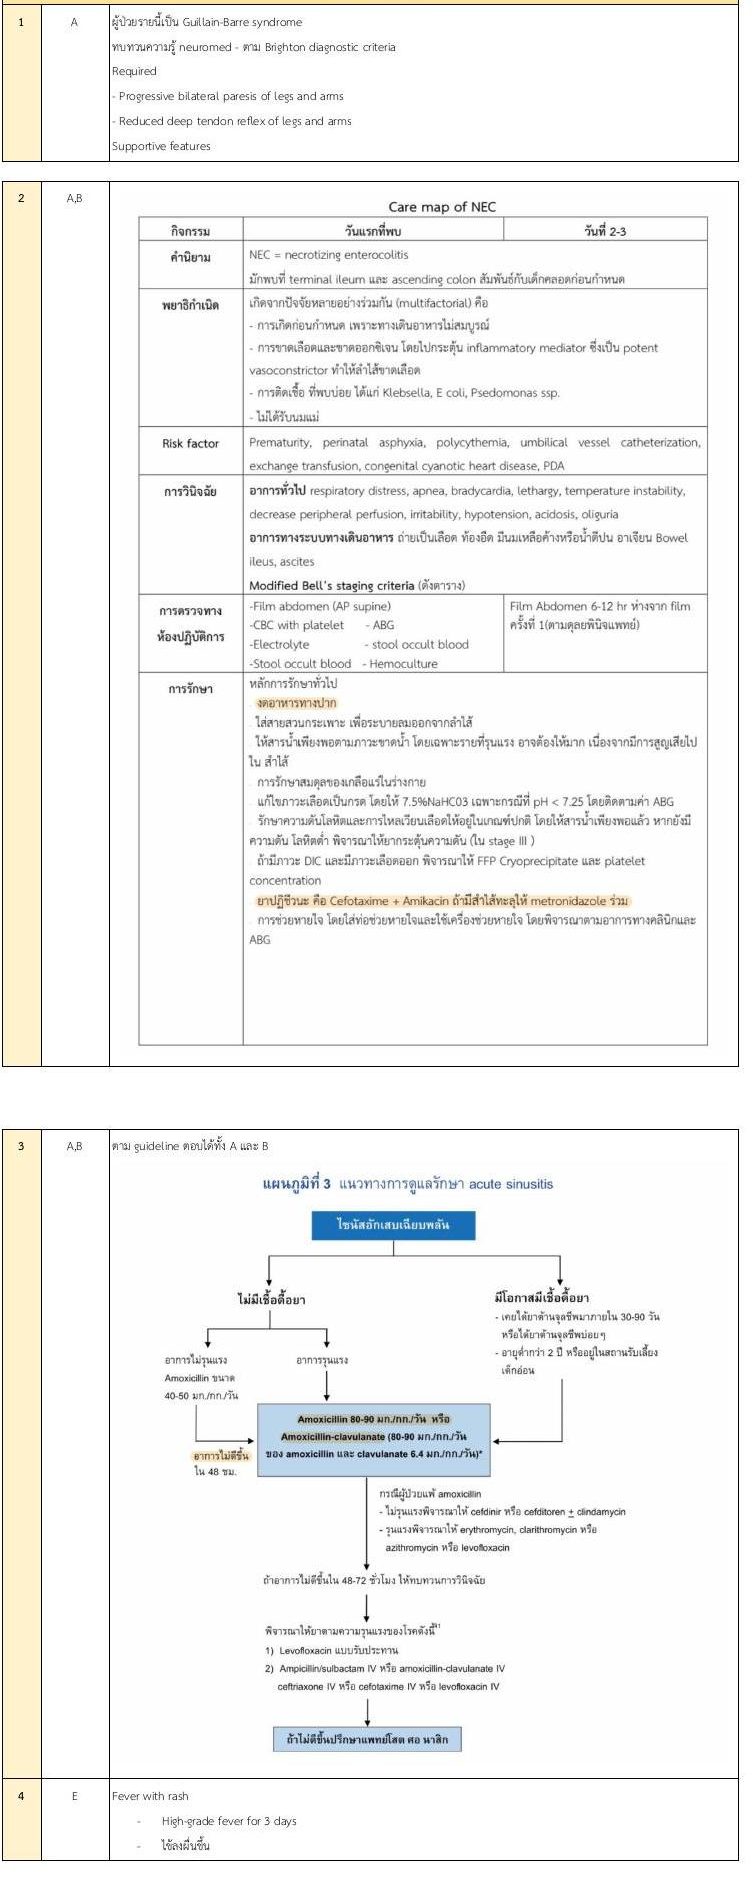 1
A
ผู้ป่วยรายนี้เป็น Guillain-Barre syndrome
ทบทวนความรู้ neuromed - ตาม Brighton diagnostic criteria
Required
- Progressive bilateral paresis of legs and arms
- Reduced deep tendon reflex of legs and arms
Supportive features
2
A,B
Care map of NEC
กิจกรรม
วันแรกที่พบ
วันที่ 2-3
คำนิยาม
NEC = necrotizing enterocolitis
มักพบที่ terminal ileum และ ascending colon สัมพันธ์กับเด็กคลอดก่อนกำหนด
พยาธิกำเนิด
เกิดจากปัจจัยหลายอย่างร่วมกัน (multifactorial) คือ
- การเกิดก่อนกำหนด เพราะทางเดินอาหารไม่สมบูรณ์
- การขาดเลือดและขาดออกซิเจน โดยไปกระตุ้น inflammatory mediator ซึ่งเป็น potent
vasoconstrictor ทำให้ลำไส้ขาดเลือด
- การติดเชื้อ ที่พบบ่อย ได้แก่ Klebsella, E coli, Psedomonas ssp.
- ไม่ได้รับนมแม่
Risk factor
Prematurity, perinatal asphyxia, polycythemia, umbilical vessel catheterization,
exchange transfusion, congenital cyanotic heart disease, PDA
การวินิจฉัย
อาการทั่วไป respiratory distress, apnea, bradycardia, lethargy, temperature instability,
decrease peripheral perfusion, irritability, hypotension, acidosis, oliguria
อาการทางระบบทางเดินอาหาร ถ่ายเป็นเลือด ท้องอืด มีนมเหลือค้างหรือน้ำดีปน อาเจียน Bowel
ileus, ascites
Modified Bell's staging criteria (ดังตาราง)
การตรวจทาง
ห้องปฏิบัติการ
-Film abdomen (AP supine)
-CBC with platelet - ABG
-Electrolyte - stool occult blood
-Stool occult blood - Hemoculture
Film Abdomen 6-12 hr ห่างจาก film
ครั้งที่ 1(ตามดุลยพินิจแพทย์)
การรักษา
หลักการรักษาทั่วไป
งดอาหารทางปาก
ใส่สายสวนกระเพาะ เพื่อระบายลมออกจากลำไส้
ให้สารน้ำเพียงพอตามภาวะขาดน้ำ โดยเฉพาะรายที่รุนแรง อาจต้องให้มาก เนื่องจากมีการสูญเสียไป
ใน ลำไส้
การรักษาสมดุลของเกลือแร่ในร่างกาย
แก้ไขภาวะเลือดเป็นกรด โดยให้ 7.5%NaHCO3 เฉพาะกรณีที่ pH < 7.25 โดยติดตามค่า ABG
รักษาความดันโลหิตและการไหลเวียนเลือดให้อยู่ในเกณฑ์ปกติ โดยให้สารน้ำเพียงพอแล้ว หากยังมี
ความดัน โลหิตต่ำ พิจารณาให้ยากระตุ้นความดัน (ใน stage III )
ถ้ามีภาวะ DIC และมีภาวะเลือดออก พิจารณาให้ FFP Cryoprecipitate และ platelet
concentration
ยาปฏิชีวนะ คือ Cefotaxime + Amikacin ถ้ามีลำไส้ทะลุให้ metronidazole ร่วม
การช่วยหายใจ โดยใส่ท่อช่วยหายใจและใช้เครื่องช่วยหายใจ โดยพิจารณาตามอาการทางคลินิกและ
ABG
3
A,B
ตาม guideline ตอบได้ทั้ง A และ B
แผนภูมิที่ 3 แนวทางการดูแลรักษา acute sinusitis
ไซนัสอักเสบเฉียบพลัน
ไม่มีเชื้อดื้อยา
มีโอกาสมีเชื้อดื้อยา
- เคยได้ยาต้านจุลชีพมาภายใน 30-90 วัน
หรือได้ยาต้านจุลชีพบ่อยๆ
- อายุต่ำกว่า 2 ปี หรืออยู่ในสถานรับเลี้ยง
เด็กอ่อน
อาการไม่รุนแรง
Amoxicillin ขนาด
40-50 มก./กก./วัน
อาการรุนแรง
Amoxicillin 80-90 มก./กก./วัน หรือ
Amoxicillin-clavulanate (80-90 มก./กก./วัน
ของ amoxicillin และ clavulanate 6.4 มก./กก./วัน)*
อาการไม่ดีขึ้น
ใน 48 ชม.
กรณีผู้ป่วยแพ้ amoxicillin
- ไม่รุนแรงพิจารณาให้ cefdinir หรือ cefditoren ± clindamycin
- รุนแรงพิจารณาให้ erythromycin, clarithromycin หรือ
azithromycin หรือ levofloxacin
ถ้าอาการไม่ดีขึ้นใน 48-72 ชั่วโมง ให้ทบทวนการวินิจฉัย
พิจารณาให้ยาตามความรุนแรงของโรคดังนี้
1) Levofloxacin แบบรับประทาน
2) Ampicillin/sulbactam IV หรือ amoxicillin-clavulanate IV
ceftriaxone IV หรือ cefotaxime IV หรือ levofloxacin IV
ถ้าไม่ดีขึ้นปรึกษาแพทย์โสต ศอ นาสิก
4
E
Fever with rash
- High-grade fever for 3 days
- ไข้ลงผื่นขึ้น